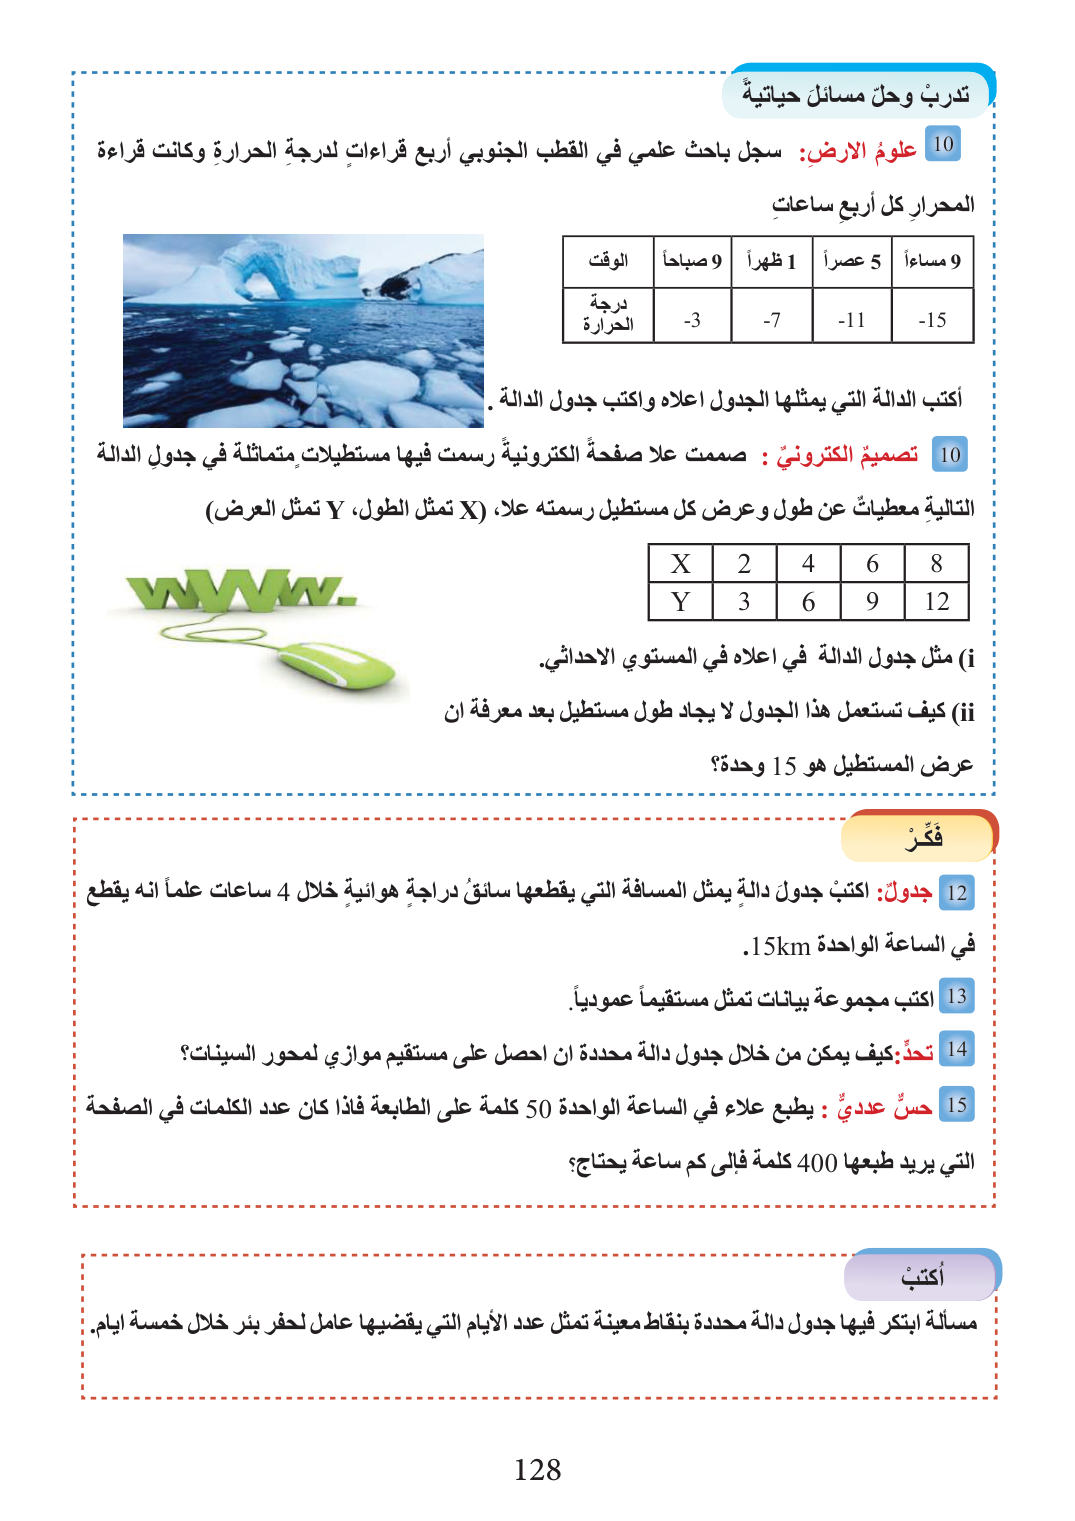 تدربْ وحلّ مسائلَ حياتيةً
10 علومُ الارضِ: سجل باحث علمي في القطب الجنوبي أربع قراءاتٍ لدرجةِ الحرارةِ وكانت قراءة
المحرارِ كل أربعِ ساعاتِ
الوقت 9 صباحاً 1 ظهراً 5 عصراً 9 مساءاً
درجة الحرارة -3 -7 -11 -15
أكتب الدالة التي يمثلها الجدول اعلاه واكتب جدول الدالة .
10 تصميمٌ الكترونيٌ : صممت علا صفحةً الكترونيةً رسمت فيها مستطيلات ٍمتماثلة في جدولِ الدالة
التاليةِ معطياتٌ عن طول وعرض كل مستطيل رسمته علا، (X تمثل الطول، Y تمثل العرض)
X 2 4 6 8
Y 3 6 9 12
www.
i) مثل جدول الدالة في اعلاه في المستوي الاحداثي.
ii) كيف تستعمل هذا الجدول لا يجاد طول مستطيل بعد معرفة ان
عرض المستطيل هو 15 وحدة؟
فَكِّرْ
12 جدولٌ: اكتبْ جدولَ دالةٍ يمثل المسافة التي يقطعها سائقُ دراجةٍ هوائيةٍ خلال 4 ساعات علماً انه يقطع
في الساعة الواحدة 15km.
13 اكتب مجموعة بيانات تمثل مستقيماً عمودياً.
14 تحدٍّ:كيف يمكن من خلال جدول دالة محددة ان احصل على مستقيم موازي لمحور السينات؟
15 حسٌّ عدديٌّ : يطبع علاء في الساعة الواحدة 50 كلمة على الطابعة فاذا كان عدد الكلمات في الصفحة
التي يريد طبعها 400 كلمة فإلى كم ساعة يحتاج؟
أُكتبْ
مسألة ابتكر فيها جدول دالة محددة بنقاط معينة تمثل عدد الأيام التي يقضيها عامل لحفر بئر خلال خمسة ايام.
128